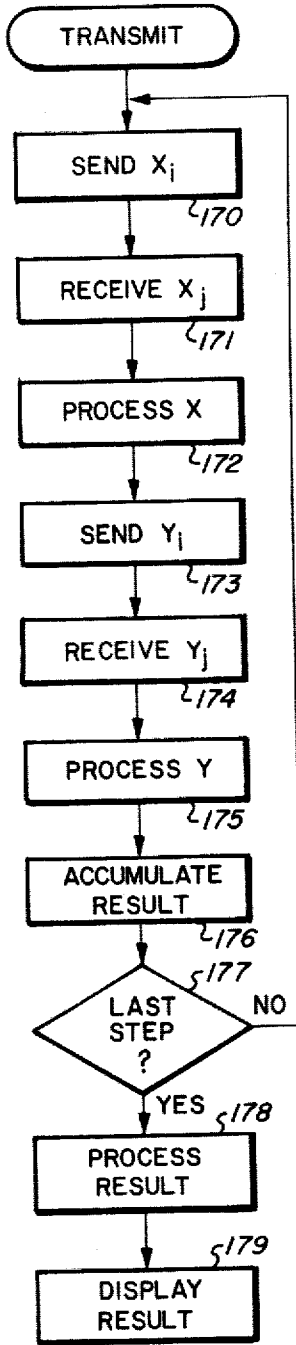 TRANSMIT
SEND Xi
170
RECEIVE Xj
171
PROCESS X
172
SEND Yi
173
RECEIVE Yj
174
PROCESS Y
175
ACCUMULATE
RESULT
176
177
LAST
STEP
?
NO
YES
178
PROCESS
RESULT
179
DISPLAY
RESULT